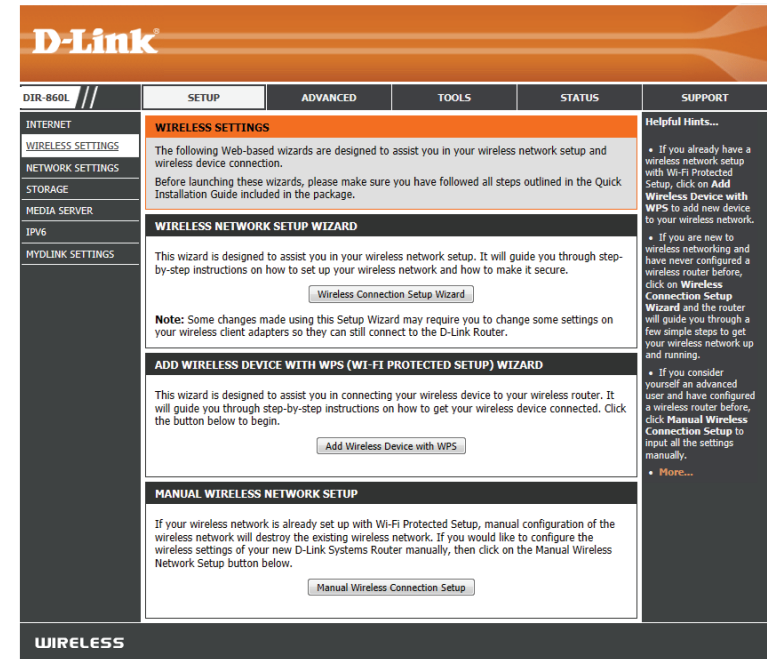 D-Link
DIR-860L // SETUP ADVANCED TOOLS STATUS SUPPORT
INTERNET
WIRELESS SETTINGS
NETWORK SETTINGS
STORAGE
MEDIA SERVER
IPV6
MYDLINK SETTINGS
WIRELESS SETTINGS
The following Web-based wizards are designed to assist you in your wireless network setup and
wireless device connection.
Before launching these wizards, please make sure you have followed all steps outlined in the Quick
Installation Guide included in the package.
WIRELESS NETWORK SETUP WIZARD
This wizard is designed to assist you in your wireless network setup. It will guide you through step-
by-step instructions on how to set up your wireless network and how to make it secure.
Wireless Connection Setup Wizard
Note: Some changes made using this Setup Wizard may require you to change some settings on
your wireless client adapters so they can still connect to the D-Link Router.
ADD WIRELESS DEVICE WITH WPS (WI-FI PROTECTED SETUP) WIZARD
This wizard is designed to assist you in connecting your wireless device to your wireless router. It
will guide you through step-by-step instructions on how to get your wireless device connected. Click
the button below to begin.
Add Wireless Device with WPS
MANUAL WIRELESS NETWORK SETUP
If your wireless network is already set up with Wi-Fi Protected Setup, manual configuration of the
wireless network will destroy the existing wireless network. If you would like to configure the
wireless settings of your new D-Link Systems Router manually, then click on the Manual Wireless
Network Setup button below.
Manual Wireless Connection Setup
Helpful Hints...
• If you already have a
wireless network setup
with Wi-Fi Protected
Setup, click on Add
Wireless Device with
WPS to add new device
to your wireless network.
• If you are new to
wireless networking and
have never configured a
wireless router before,
click on Wireless
Connection Setup
Wizard and the router
will guide you through a
few simple steps to get
your wireless network up
and running.
• If you consider
yourself an advanced
user and have configured
a wireless router before,
click Manual Wireless
Connection Setup to
input all the settings
manually.
• More...
WIRELESS